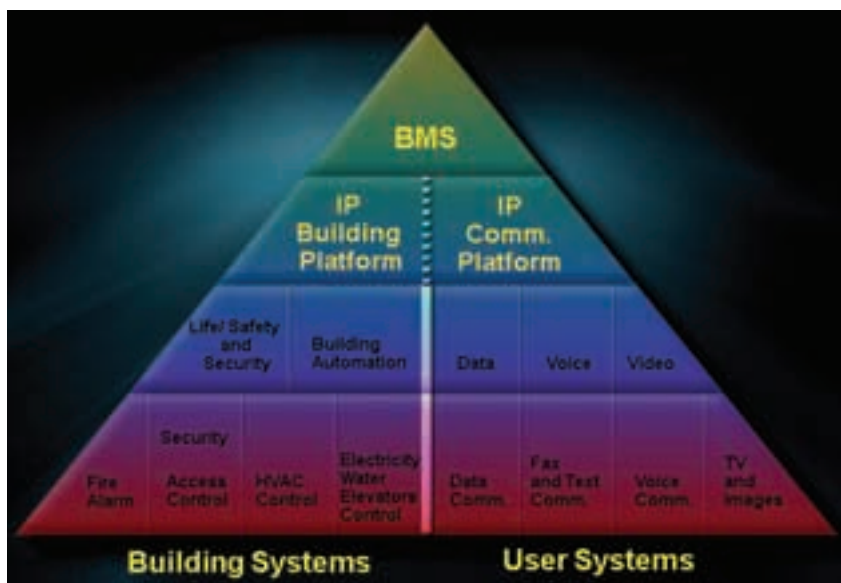 BMS
IP
Building
Platform
IP
Comm.
Platform
Life/ Safety
and
Security
Building
Automation
Data
Voice
Video
Fire
Alarm
Security
Access
Control
HVAC
Control
Electricity
Water
Elevators
Control
Data
Comm.
Fax
and Text
Comm.
Voice
Comm.
TV
and
Images
Building Systems
User Systems